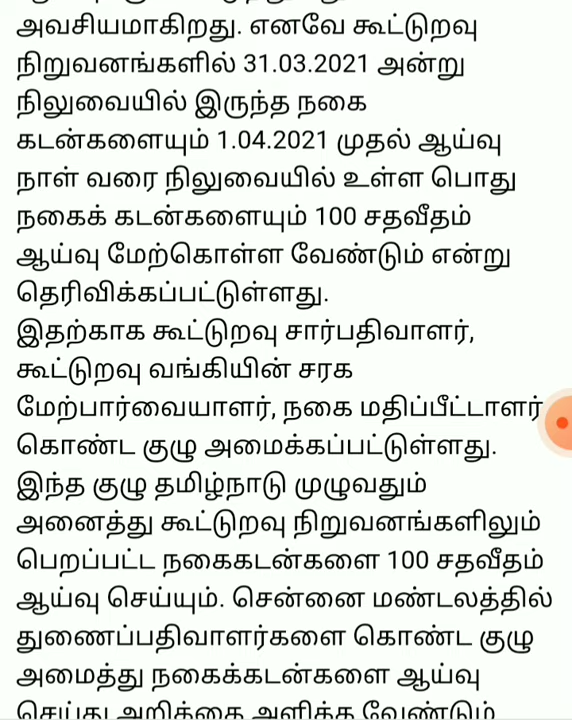 அவசியமாகிறது. எனவே கூட்டுறவு
நிறுவனங்களில் 31.03.2021 அன்று
நிலுவையில் இருந்த நகை
கடன்களையும் 1.04.2021 முதல் ஆய்வு
நாள் வரை நிலுவையில் உள்ள பொது
நகைக் கடன்களையும் 100 சதவீதம்
ஆய்வு மேற்கொள்ள வேண்டும் என்று
தெரிவிக்கப்பட்டுள்ளது.
இதற்காக கூட்டுறவு சார்பதிவாளர்,
கூட்டுறவு வங்கியின் சரக
மேற்பார்வையாளர், நகை மதிப்பீட்டாளர்
கொண்ட குழு அமைக்கப்பட்டுள்ளது.
இந்த குழு தமிழ்நாடு முழுவதும்
அனைத்து கூட்டுறவு நிறுவனங்களிலும்
பெறப்பட்ட நகைகடன்களை 100 சதவீதம்
ஆய்வு செய்யும். சென்னை மண்டலத்தில்
துணைப்பதிவாளர்களை கொண்ட குழு
அமைத்து நகைக்கடன்களை ஆய்வு
செய்து அறிக்கை அளிக்க வேண்டும்